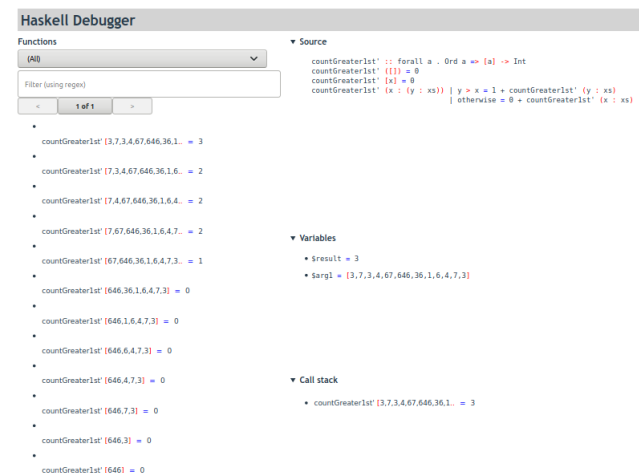 Haskell Debugger
Functions
(All)
Filter (using regex)
< 1 of 1 >
countGreater1st' [3,7,3,4,67,646,36,1.. = 3
countGreater1st' [7,3,4,67,646,36,1,6.. = 2
countGreater1st' [7,4,67,646,36,1,6,4.. = 2
countGreater1st' [7,67,646,36,1,6,4,7.. = 2
countGreater1st' [67,646,36,1,6,4,7,3.. = 1
countGreater1st' [646,36,1,6,4,7,3] = 0
countGreater1st' [646,1,6,4,7,3] = 0
countGreater1st' [646,6,4,7,3] = 0
countGreater1st' [646,4,7,3] = 0
countGreater1st' [646,7,3] = 0
countGreater1st' [646,3] = 0
countGreater1st' [646] = 0
▾ Source
countGreater1st' :: forall a . Ord a => [a] -> Int
countGreater1st' ([]) = 0
countGreater1st' [x] = 0
countGreater1st' (x : (y : xs)) | y > x = 1 + countGreater1st' (y : xs)
| otherwise = 0 + countGreater1st' (x : xs)
▾ Variables
• $result = 3
• $arg1 = [3,7,3,4,67,646,36,1,6,4,7,3]
▾ Call stack
• countGreater1st' [3,7,3,4,67,646,36,1.. = 3